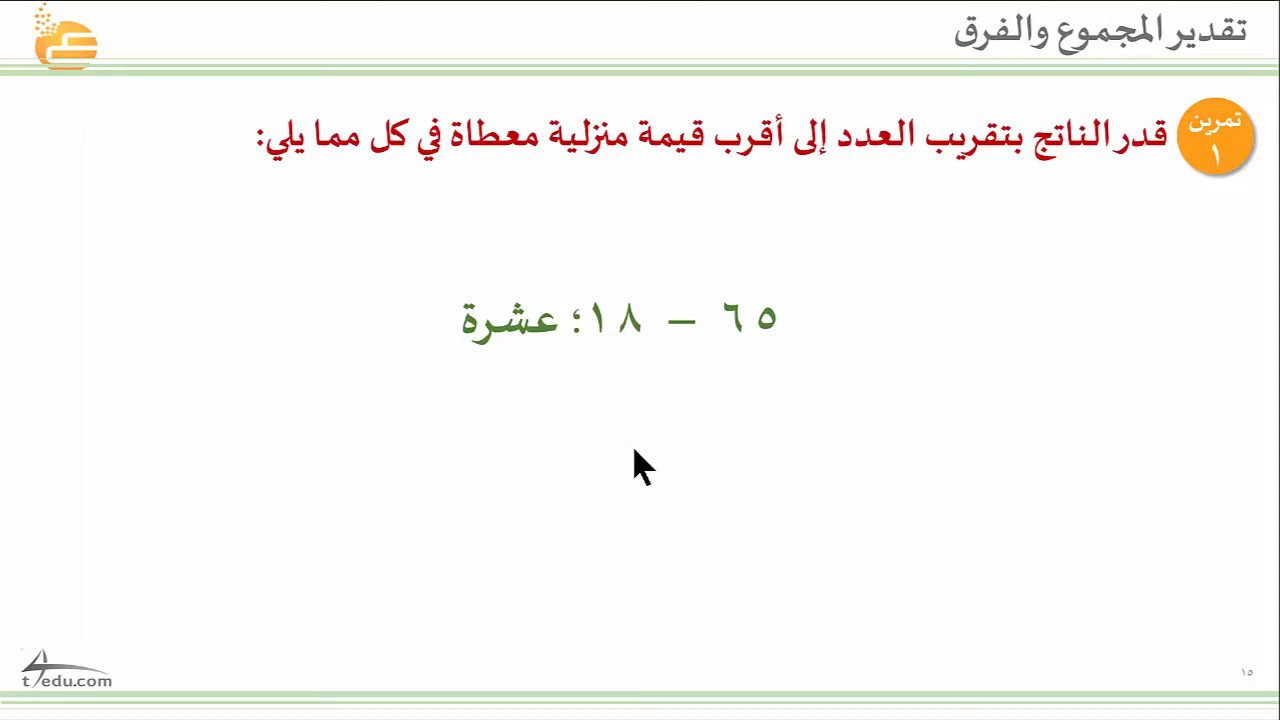 تقدير المجموع والفرق
تمرين
١
قدر الناتج بتقريب العدد إلى أقرب قيمة منزلية معطاة في كل مما يلي:
٦٥ – ١٨؛ عشرة
t4edu.com
١٥